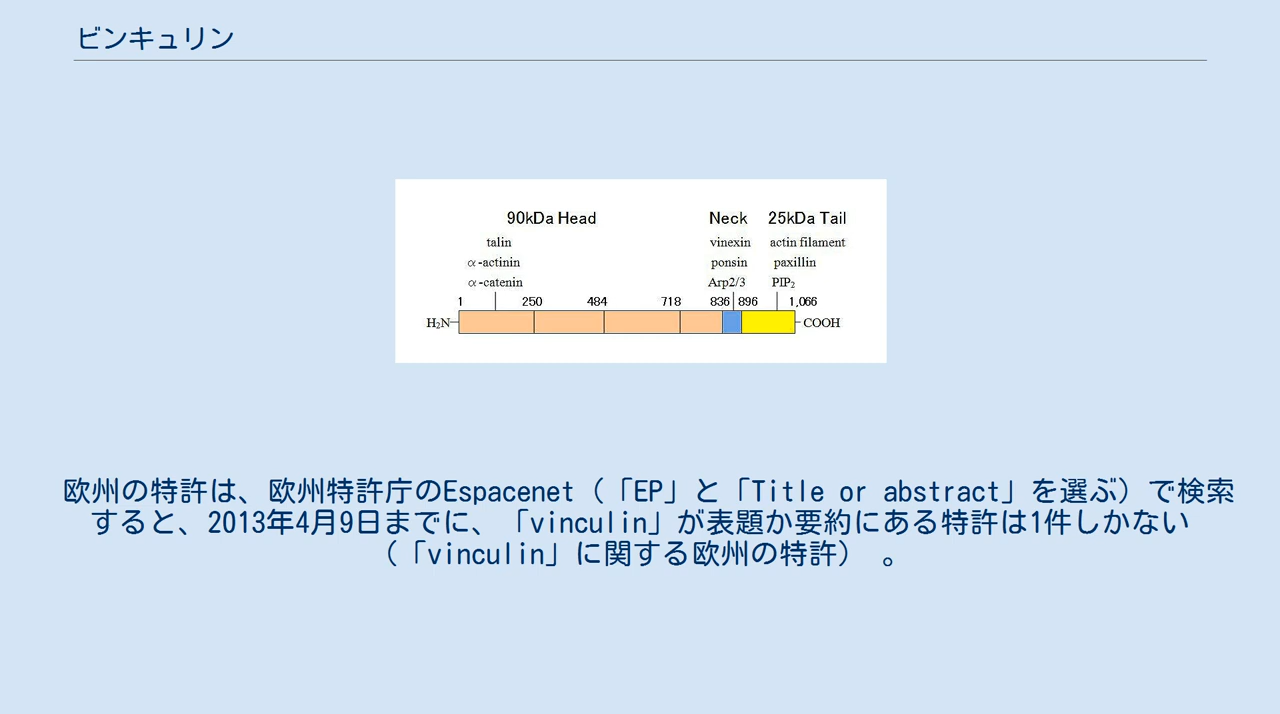 ビンキュリン
90kDa Head Neck 25kDa Tail
talin vinexin actin filament
α-actinin ponsin paxillin
α-catenin Arp2/3 PIP₂
1 250 484 718 836 896 1,066
H₂N COOH
欧州の特許は、欧州特許庁のEspacenet（「EP」と「Title or abstract」を選ぶ）で検索
すると、2013年4月9日までに、「vinculin」が表題か要約にある特許は1件しかない
（「vinculin」に関する欧州の特許） 。